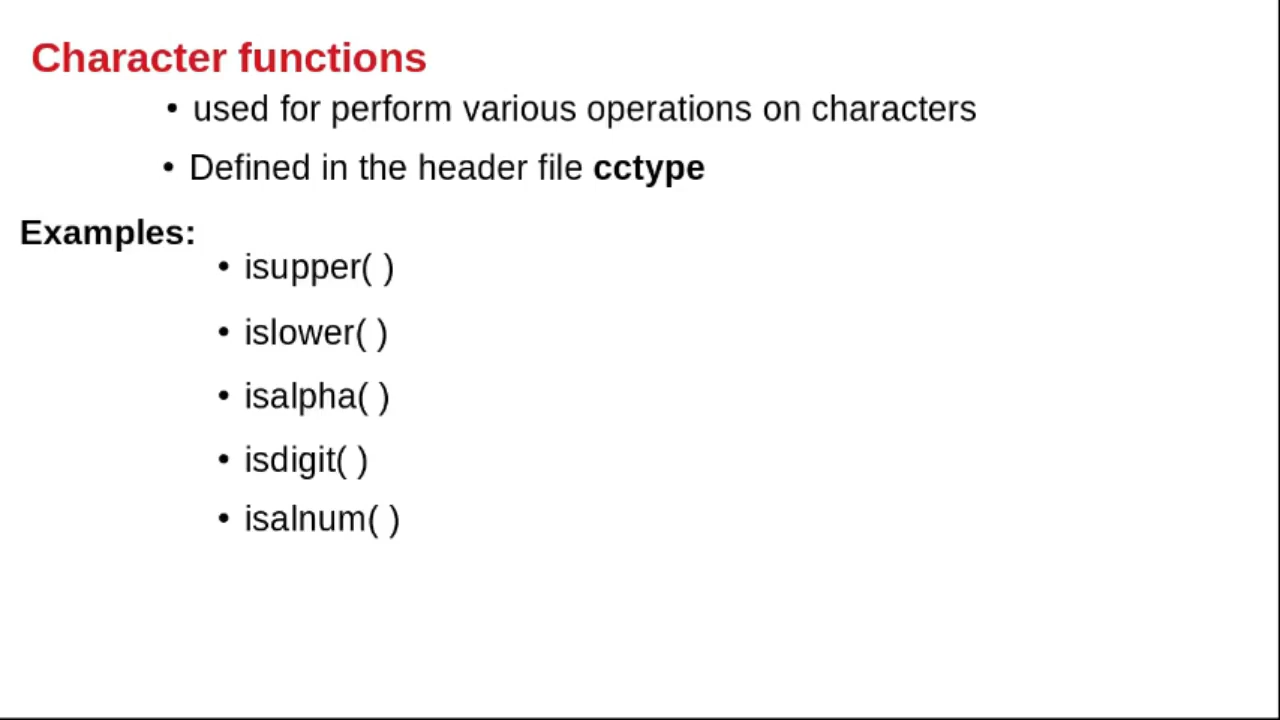 Character functions
• used for perform various operations on characters
• Defined in the header file cctype
Examples:
• isupper( )
• islower( )
• isalpha( )
• isdigit( )
• isalnum( )